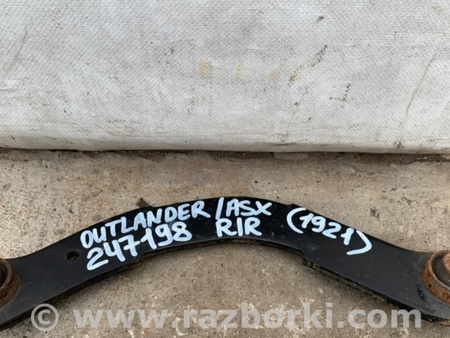 OUTLANDER/ASX
247198 RIR (1921)
© www.razborki.com